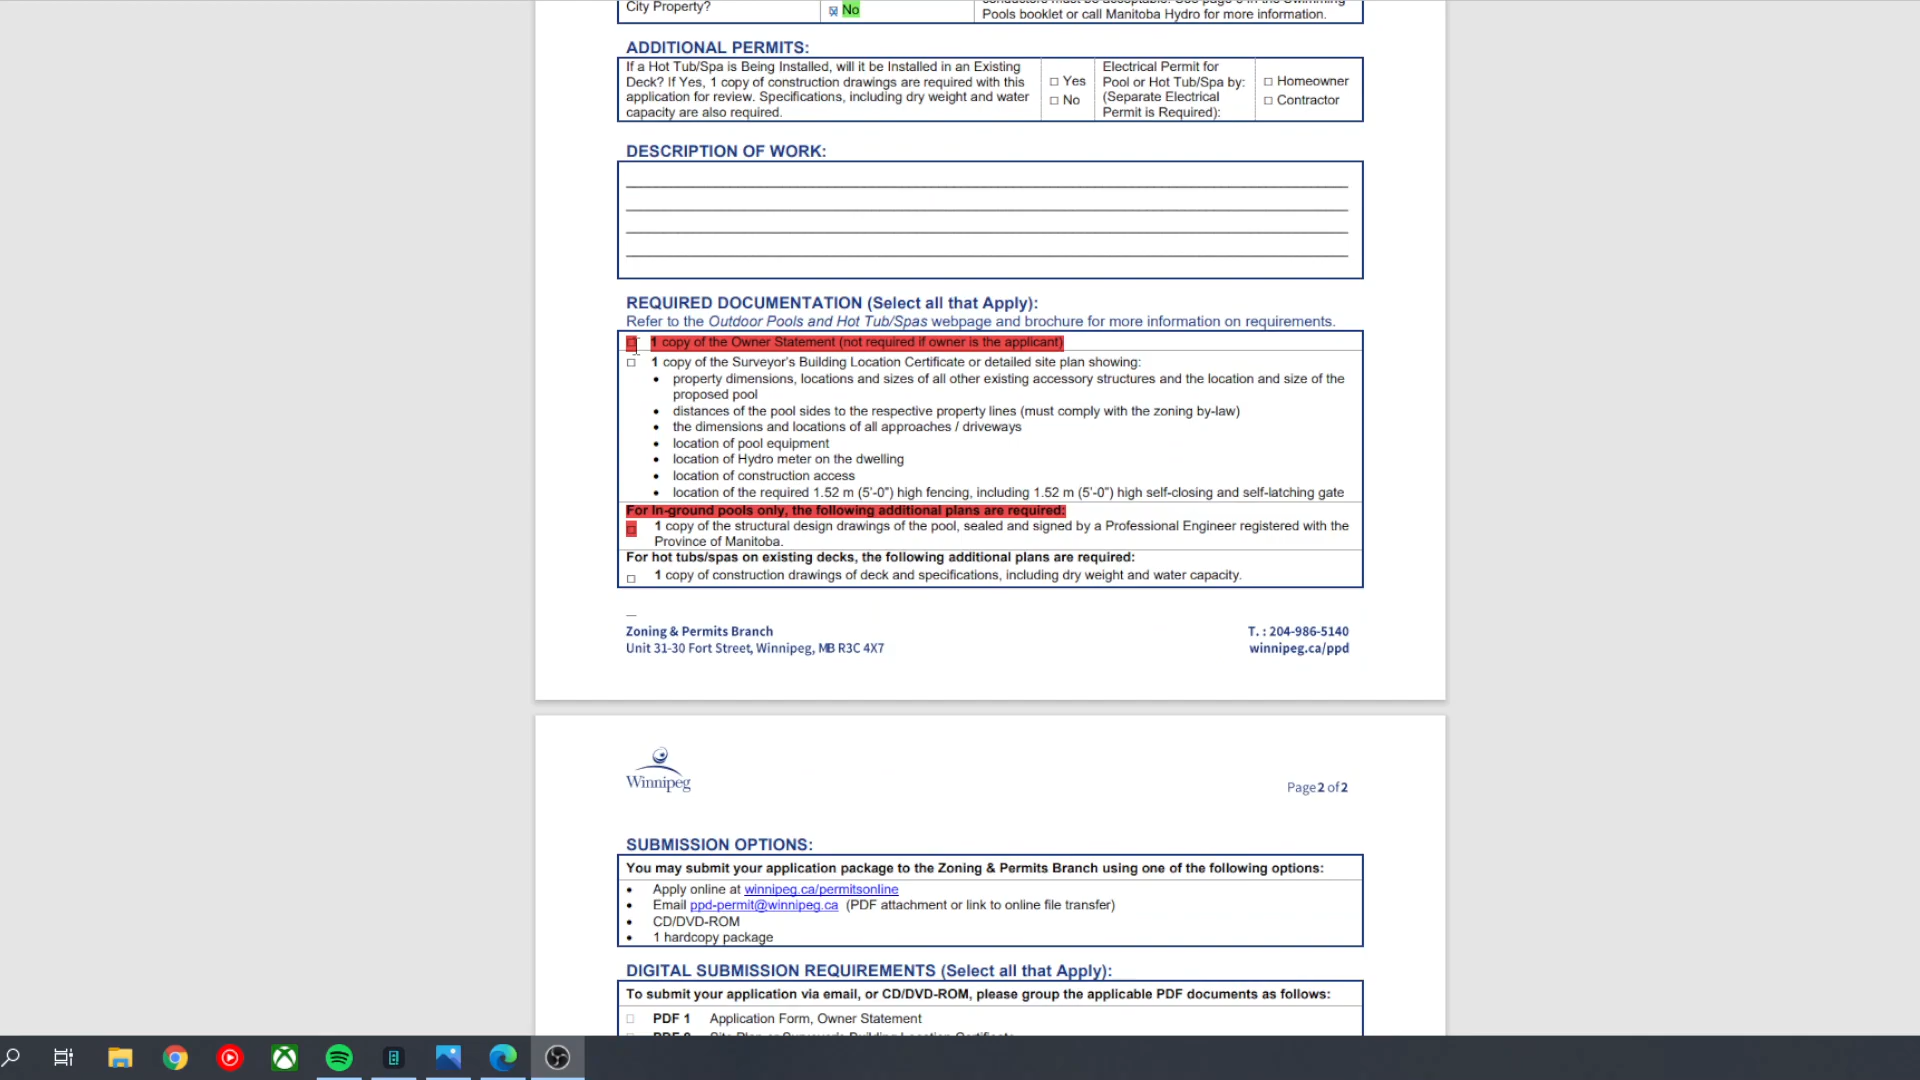 City Property?
No
Pools booklet or call Manitoba Hydro for more information.
ADDITIONAL PERMITS:
If a Hot Tub/Spa is Being Installed, will it be Installed in an Existing
Deck? If Yes, 1 copy of construction drawings are required with this
application for review. Specifications, including dry weight and water
capacity are also required.
Yes
No
Electrical Permit for
Pool or Hot Tub/Spa by:
(Separate Electrical
Permit is Required):
Homeowner
Contractor
DESCRIPTION OF WORK:
REQUIRED DOCUMENTATION (Select all that Apply):
Refer to the Outdoor Pools and Hot Tub/Spas webpage and brochure for more information on requirements.
1 copy of the Owner Statement (not required if owner is the applicant)
1 copy of the Surveyor's Building Location Certificate or detailed site plan showing:
• property dimensions, locations and sizes of all other existing accessory structures and the location and size of the
proposed pool
• distances of the pool sides to the respective property lines (must comply with the zoning by-law)
• the dimensions and locations of all approaches / driveways
• location of pool equipment
• location of Hydro meter on the dwelling
• location of construction access
• location of the required 1.52 m (5'-0") high fencing, including 1.52 m (5'-0") high self-closing and self-latching gate
For In-ground pools only, the following additional plans are required:
1 copy of the structural design drawings of the pool, sealed and signed by a Professional Engineer registered with the
Province of Manitoba.
For hot tubs/spas on existing decks, the following additional plans are required:
1 copy of construction drawings of deck and specifications, including dry weight and water capacity.
Zoning & Permits Branch
Unit 31-30 Fort Street, Winnipeg, MB R3C 4X7
T. : 204-986-5140
winnipeg.ca/ppd
Winnipeg
Page 2 of 2
SUBMISSION OPTIONS:
You may submit your application package to the Zoning & Permits Branch using one of the following options:
• Apply online at winnipeg.ca/permitsonline
• Email ppd-permit@winnipeg.ca (PDF attachment or link to online file transfer)
• CD/DVD-ROM
• 1 hardcopy package
DIGITAL SUBMISSION REQUIREMENTS (Select all that Apply):
To submit your application via email, or CD/DVD-ROM, please group the applicable PDF documents as follows:
PDF 1 Application Form, Owner Statement